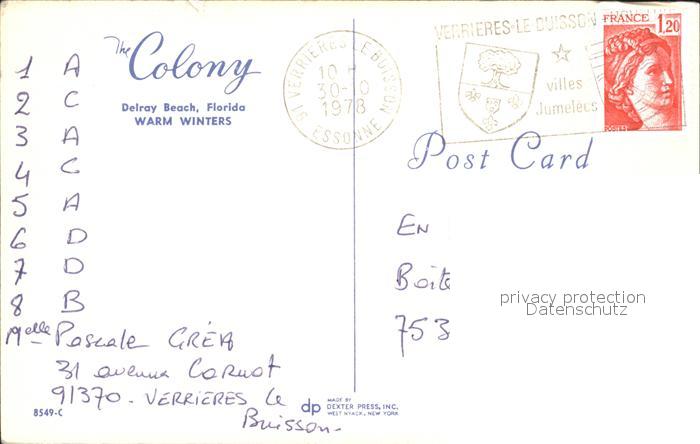 The Colony
Delray Beach, Florida
WARM WINTERS
1 A
2 C
3 A
4 C
5 A
6 D
7 D
8 B
Melle Pascale
31 avenue Carnot
91370 - VERRIERES Le
Buisson -
8549-C
dp MADE BY
DEXTER PRESS, INC.
WEST NYACK, NEW YORK
91 VERRIERES LE BUISSON
10 H
30-10
1978
ESSONNE
VERRIERES-LE BUISSON
villes
Jumelées
FRANCE
1,20
POSTES
Post Card
EN
Boîte
753
privacy protection
Datenschutz